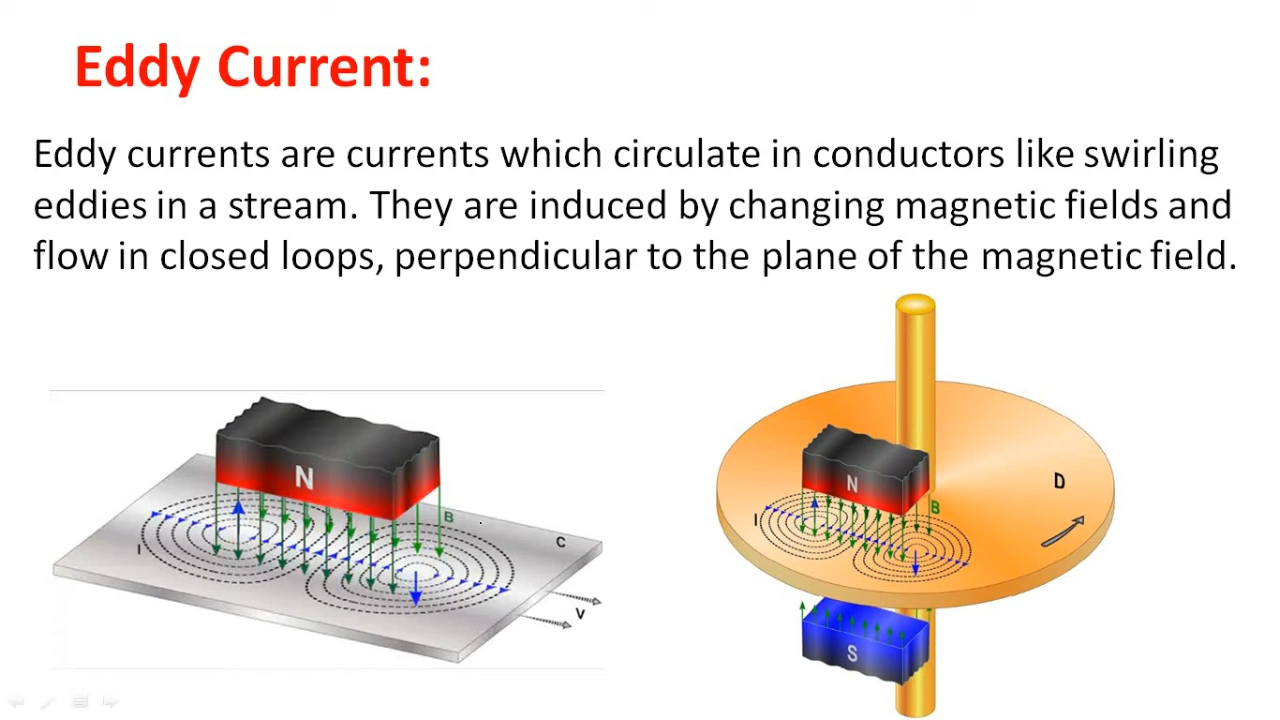 Eddy Current:
Eddy currents are currents which circulate in conductors like swirling
eddies in a stream. They are induced by changing magnetic fields and
flow in closed loops, perpendicular to the plane of the magnetic field.
N
B
C
I
V
N
D
I
B
S